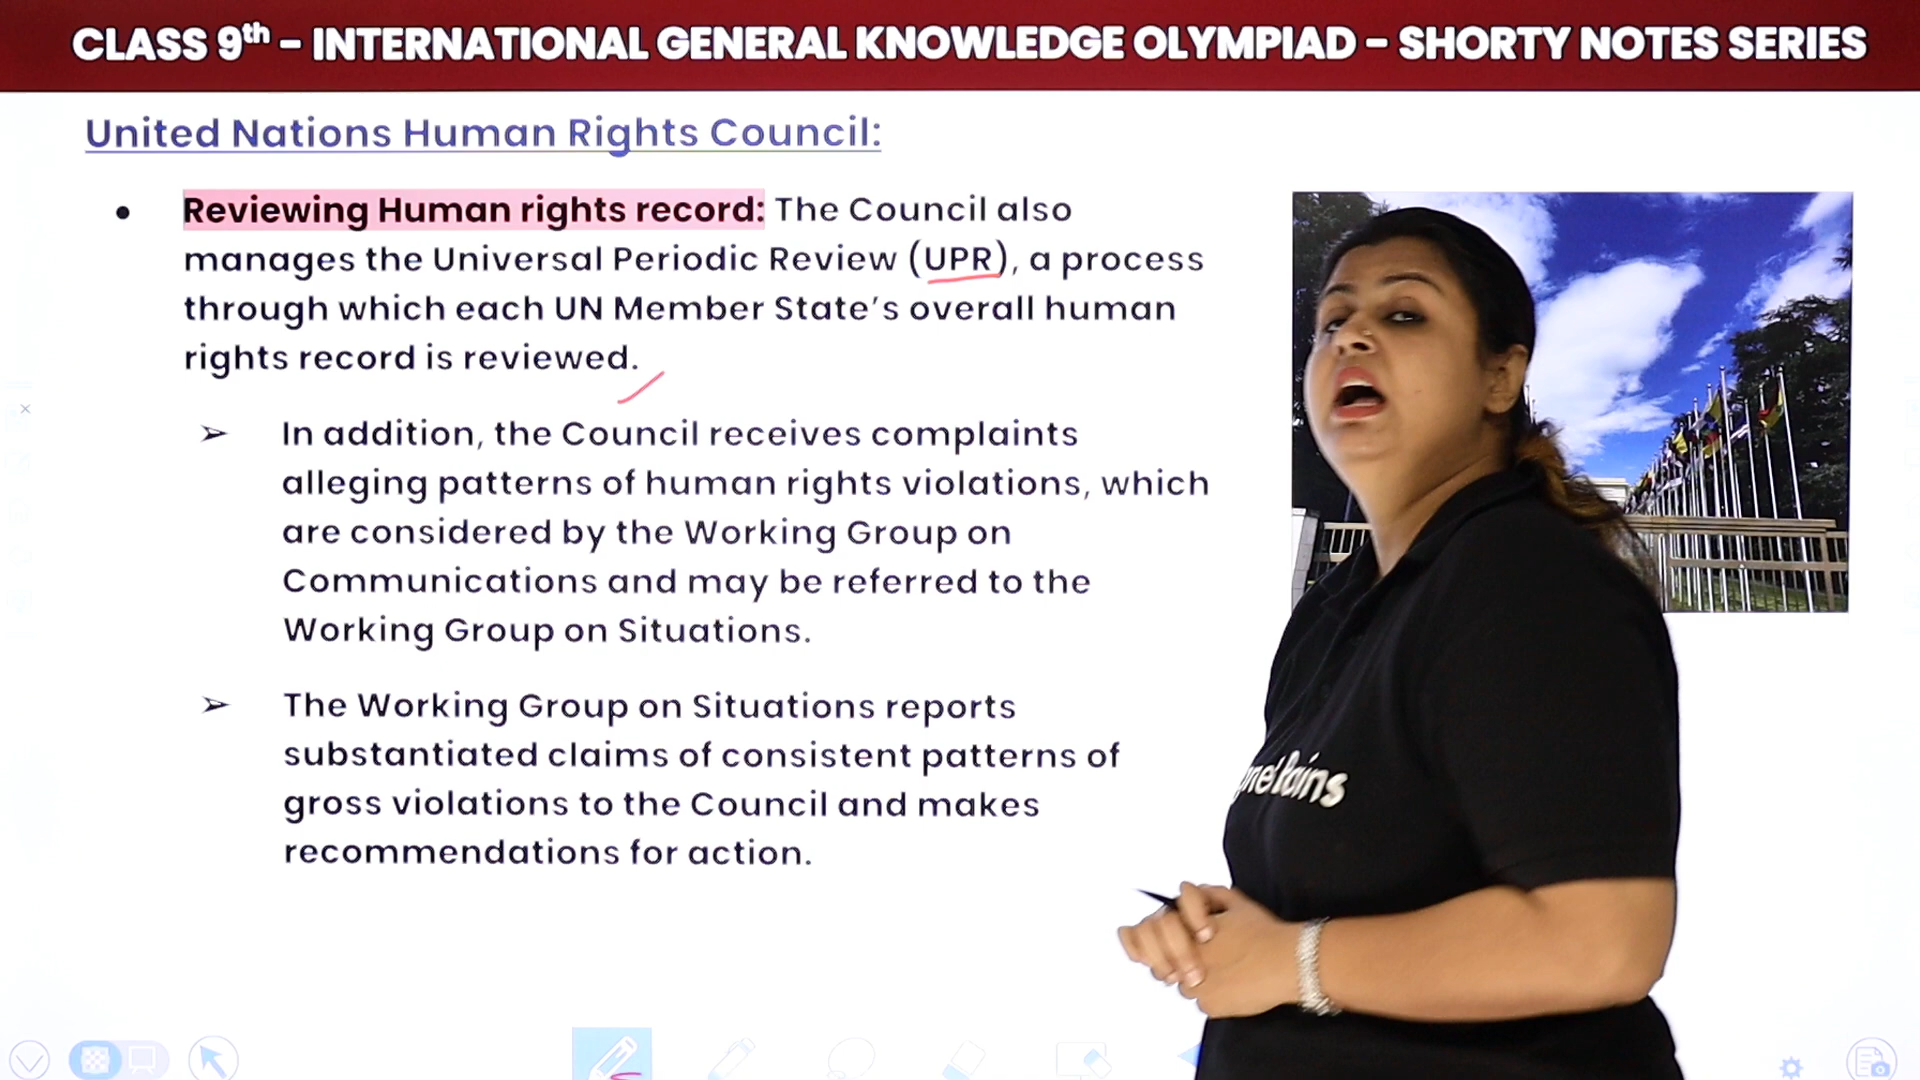 CLASS 9th – INTERNATIONAL GENERAL KNOWLEDGE OLYMPIAD – SHORTY NOTES SERIES
United Nations Human Rights Council:
• Reviewing Human rights record: The Council also
manages the Universal Periodic Review (UPR), a process
through which each UN Member State’s overall human
rights record is reviewed.
➢ In addition, the Council receives complaints
alleging patterns of human rights violations, which
are considered by the Working Group on
Communications and may be referred to the
Working Group on Situations.
➢ The Working Group on Situations reports
substantiated claims of consistent patterns of
gross violations to the Council and makes
recommendations for action.